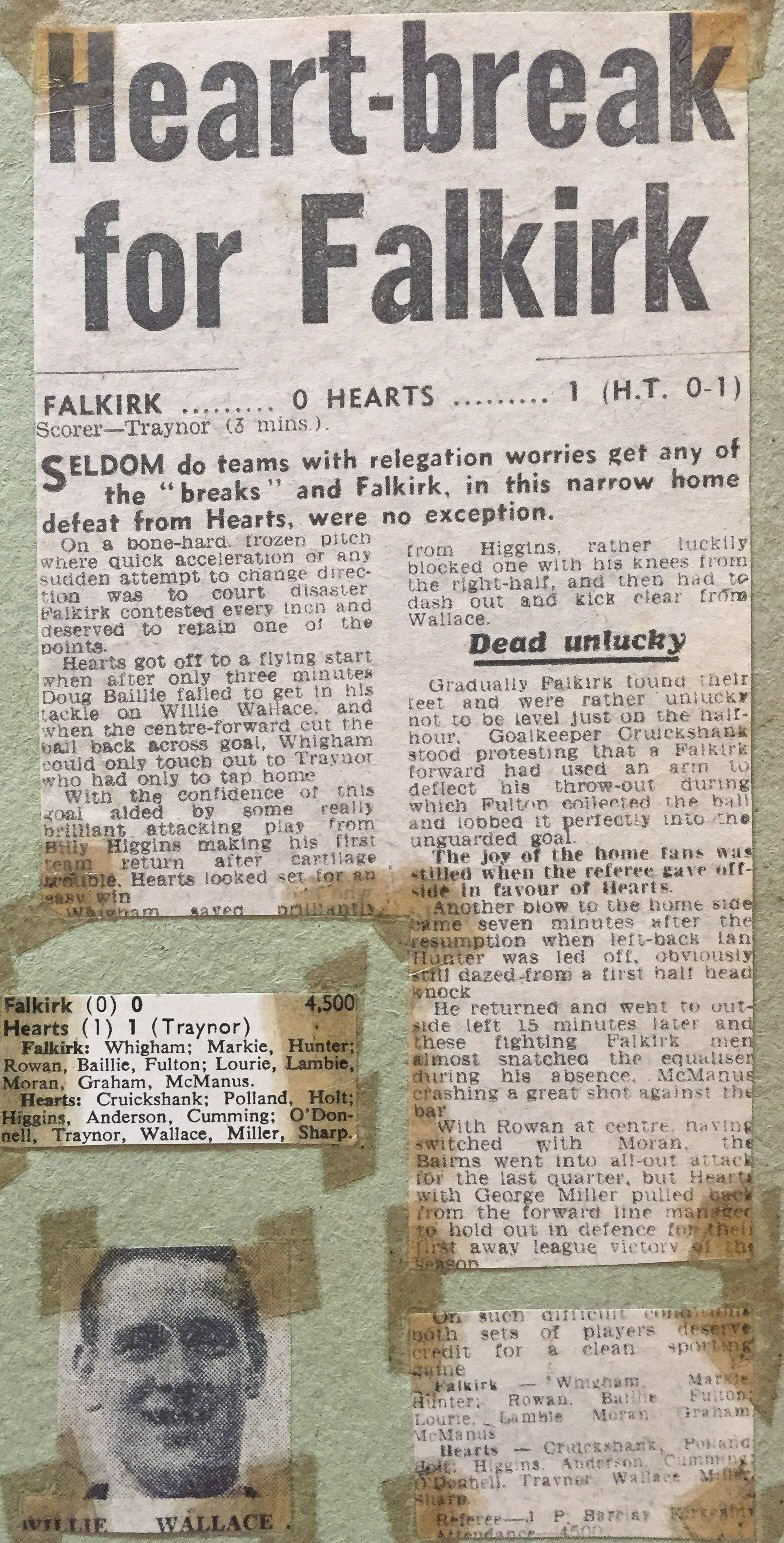 Heart-break
for Falkirk
FALKIRK ......... 0 HEARTS ......... 1 (H.T. 0-1)
Scorer—Traynor (3 mins.).
SELDOM do teams with relegation worries get any of
the "breaks" and Falkirk, in this narrow home
defeat from Hearts, were no exception.
On a bone-hard, frozen pitch
where quick acceleration or any
sudden attempt to change direc-
tion was to court disaster
Falkirk contested every inch and
deserved to retain one of the
points.
Hearts got off to a flying start
when after only three minutes
Doug Baillie failed to get in his
tackle on Willie Wallace, and
when the centre-forward cut the
ball back across goal, Whigham
could only touch out to Traynor
who had only to tap home
With the confidence of this
goal aided by some really
brilliant attacking play from
Billy Higgins making his first
team return after cartilage
trouble, Hearts looked set for an
easy win
Whigham saved brilliantly
from Higgins, rather luckily
blocked one with his knees from
the right-half, and then had to
dash out and kick clear from
Wallace.
Dead unlucky
Gradually Falkirk found their
feet and were rather unlucky
not to be level just on the half-
hour. Goalkeeper Cruickshank
stood protesting that a Falkirk
forward had used an arm to
deflect his throw-out during
which Fulton collected the ball
and lobbed it perfectly into the
unguarded goal.
The joy of the home fans was
stilled when the referee gave off-
side in favour of Hearts.
Another blow to the home side
came seven minutes after the
resumption when left-back Ian
Hunter was led off, obviously
still dazed from a first half head
knock
He returned and went to out-
side left 15 minutes later and
these fighting Falkirk men
almost snatched the equaliser
during his absence, McManus
crashing a great shot against the
bar.
With Rowan at centre, having
switched with Moran, the
Bairns went into all-out attack
for the last quarter, but Hearts
with George Miller pulled back
from the forward line managed
to hold out in defence for their
first away league victory of the
season.
On such difficult conditions
both sets of players deserve
credit for a clean sporting
game
Falkirk — Whigham, Markie
Hunter; Rowan, Baillie Fulton;
Lourie, Lambie Moran Graham
McManus
Hearts — Cruickshank, Polland
Holt; Higgins, Anderson, Cumming;
O'Donnell, Traynor Wallace Miller,
Sharp.
Referee—J P. Barclay Kirkcaldy
Attendance—4500
Falkirk (0) 0 4,500
Hearts (1) 1 (Traynor)
Falkirk: Whigham; Markie, Hunter;
Rowan, Baillie, Fulton; Lourie, Lambie,
Moran, Graham, McManus.
Hearts: Cruickshank; Polland, Holt;
Higgins, Anderson, Cumming; O'Don-
nell, Traynor, Wallace, Miller, Sharp.
WILLIE WALLACE .